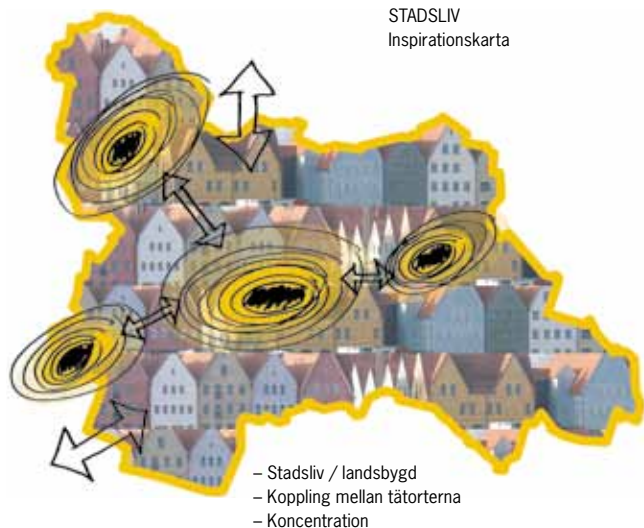 STADSLIV
Inspirationskarta
– Stadsliv / landsbygd
– Koppling mellan tätorterna
– Koncentration